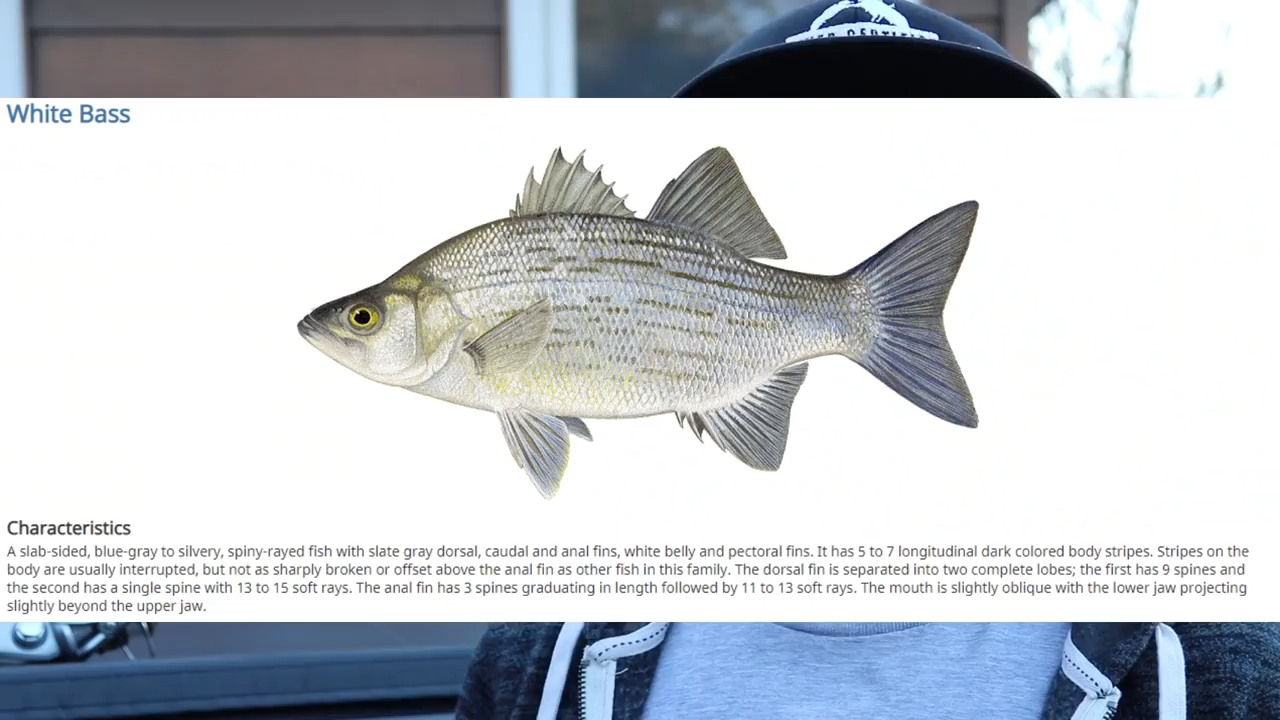 White Bass
Characteristics
A slab-sided, blue-gray to silvery, spiny-rayed fish with slate gray dorsal, caudal and anal fins, white belly and pectoral fins. It has 5 to 7 longitudinal dark colored body stripes. Stripes on the
body are usually interrupted, but not as sharply broken or offset above the anal fin as other fish in this family. The dorsal fin is separated into two complete lobes; the first has 9 spines and
the second has a single spine with 13 to 15 soft rays. The anal fin has 3 spines graduating in length followed by 11 to 13 soft rays. The mouth is slightly oblique with the lower jaw projecting
slightly beyond the upper jaw.